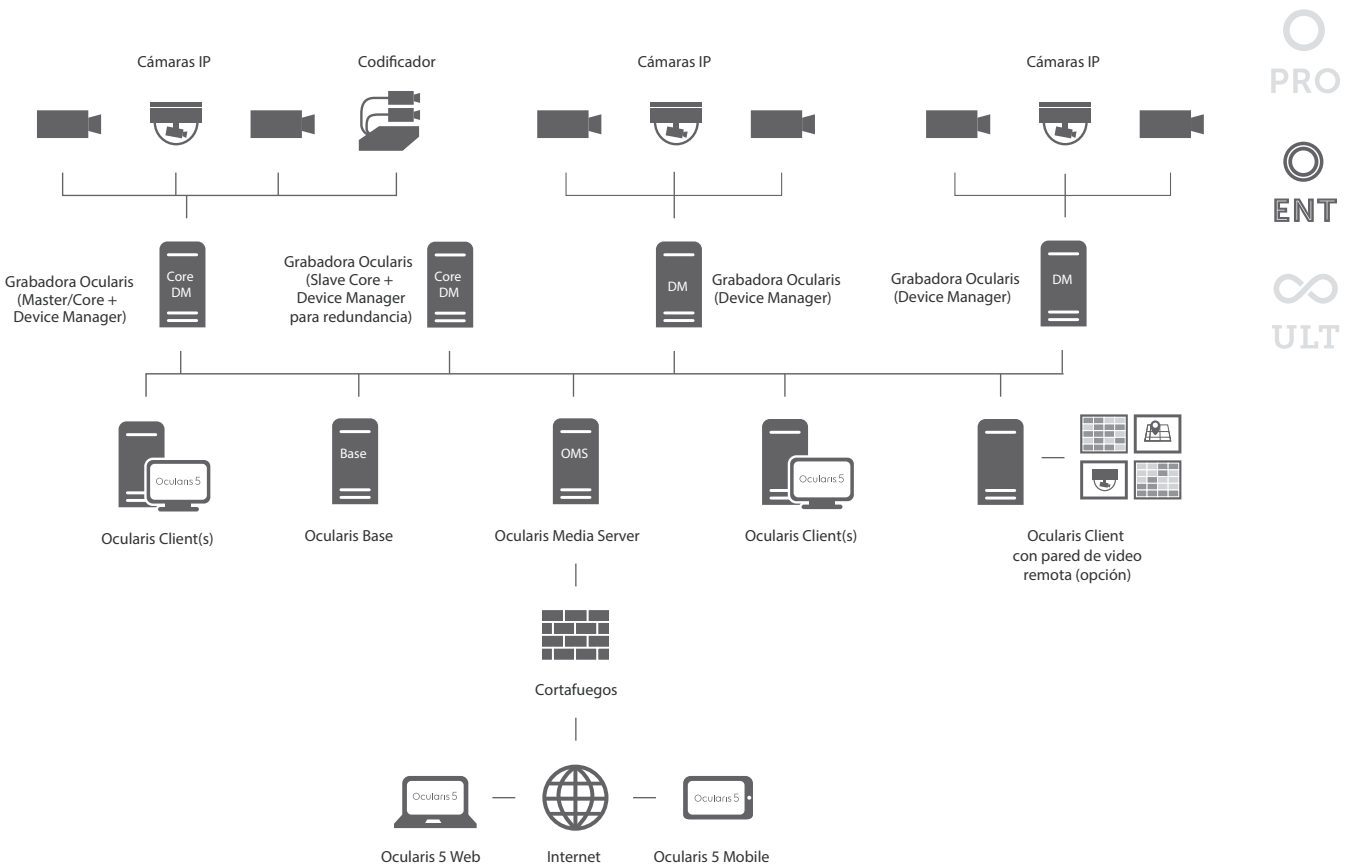 PRO
ENT
ULT
Cámaras IP
Codificador
Cámaras IP
Cámaras IP
Grabadora Ocularis
(Master/Core +
Device Manager)
Core
DM
Grabadora Ocularis
(Slave Core +
Device Manager
para redundancia)
Core
DM
DM
Grabadora Ocularis
(Device Manager)
Grabadora Ocularis
(Device Manager)
DM
Ocularis 5
Ocularis Client(s)
Base
Ocularis Base
OMS
Ocularis Media Server
Ocularis 5
Ocularis Client(s)
Ocularis Client
con pared de video
remota (opción)
Cortafuegos
Ocularis 5
Ocularis 5 Web
Internet
Ocularis 5
Ocularis 5 Mobile